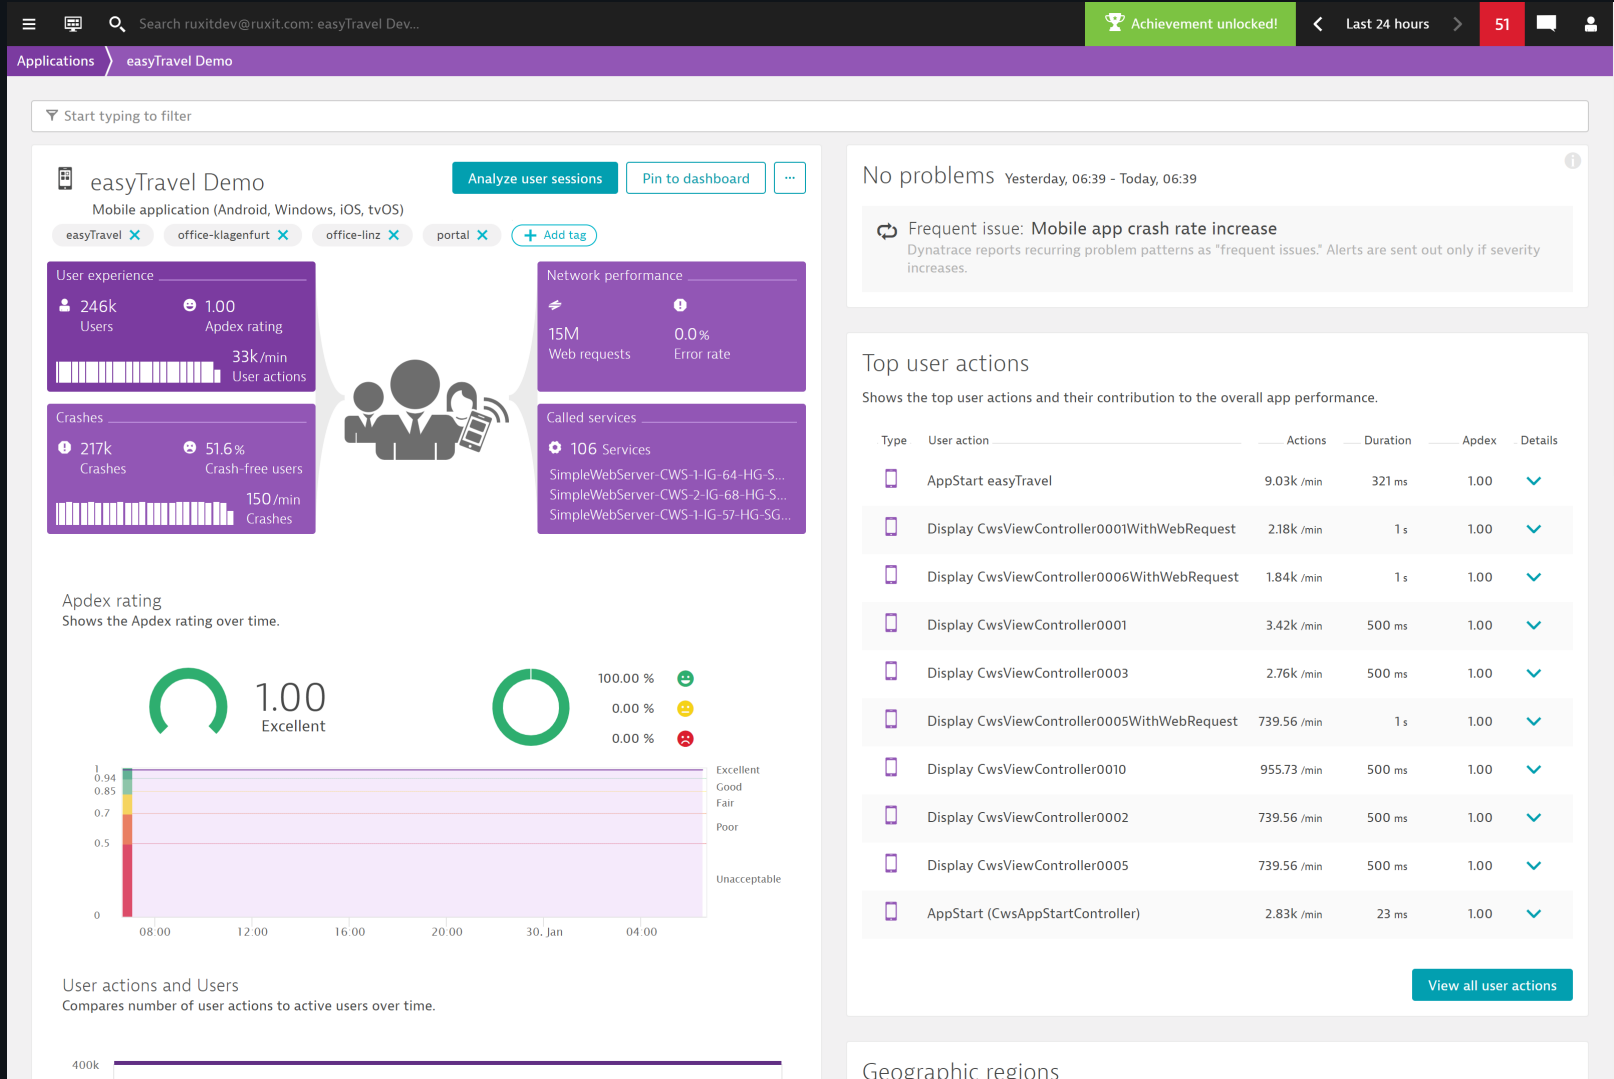 Search ruxitdev@ruxit.com: easyTravel Dev...
Achievement unlocked!
Last 24 hours
51
Applications
easyTravel Demo
Start typing to filter
easyTravel Demo
Analyze user sessions
Pin to dashboard
...
Mobile application (Android, Windows, iOS, tvOS)
easyTravel
office-klagenfurt
office-linz
portal
Add tag
User experience
246k
Users
1.00
Apdex rating
33k/min
User actions
Crashes
217k
Crashes
51.6%
Crash-free users
150/min
Crashes
Network performance
15M
Web requests
0.0%
Error rate
Called services
106 Services
SimpleWebServer-CWS-1-IG-64-HG-S...
SimpleWebServer-CWS-2-IG-68-HG-S...
SimpleWebServer-CWS-1-IG-57-HG-SG...
Apdex rating
Shows the Apdex rating over time.
1.00
Excellent
100.00 %
0.00 %
0.00 %
1
0.94
0.85
0.7
0.5
0
Excellent
Good
Fair
Poor
Unacceptable
08:00 12:00 16:00 20:00 30. Jan 04:00
User actions and Users
Compares number of user actions to active users over time.
400k
No problems Yesterday, 06:39 - Today, 06:39
Frequent issue: Mobile app crash rate increase
Dynatrace reports recurring problem patterns as "frequent issues." Alerts are sent out only if severity
increases.
Top user actions
Shows the top user actions and their contribution to the overall app performance.
Type User action Actions Duration Apdex Details
AppStart easyTravel 9.03k /min 321 ms 1.00
Display CwsViewController0001WithWebRequest 2.18k /min 1 s 1.00
Display CwsViewController0006WithWebRequest 1.84k /min 1 s 1.00
Display CwsViewController0001 3.42k /min 500 ms 1.00
Display CwsViewController0003 2.76k /min 500 ms 1.00
Display CwsViewController0005WithWebRequest 739.56 /min 1 s 1.00
Display CwsViewController0010 955.73 /min 500 ms 1.00
Display CwsViewController0002 739.56 /min 500 ms 1.00
Display CwsViewController0005 739.56 /min 500 ms 1.00
AppStart (CwsAppStartController) 2.83k /min 23 ms 1.00
View all user actions
Geographic regions